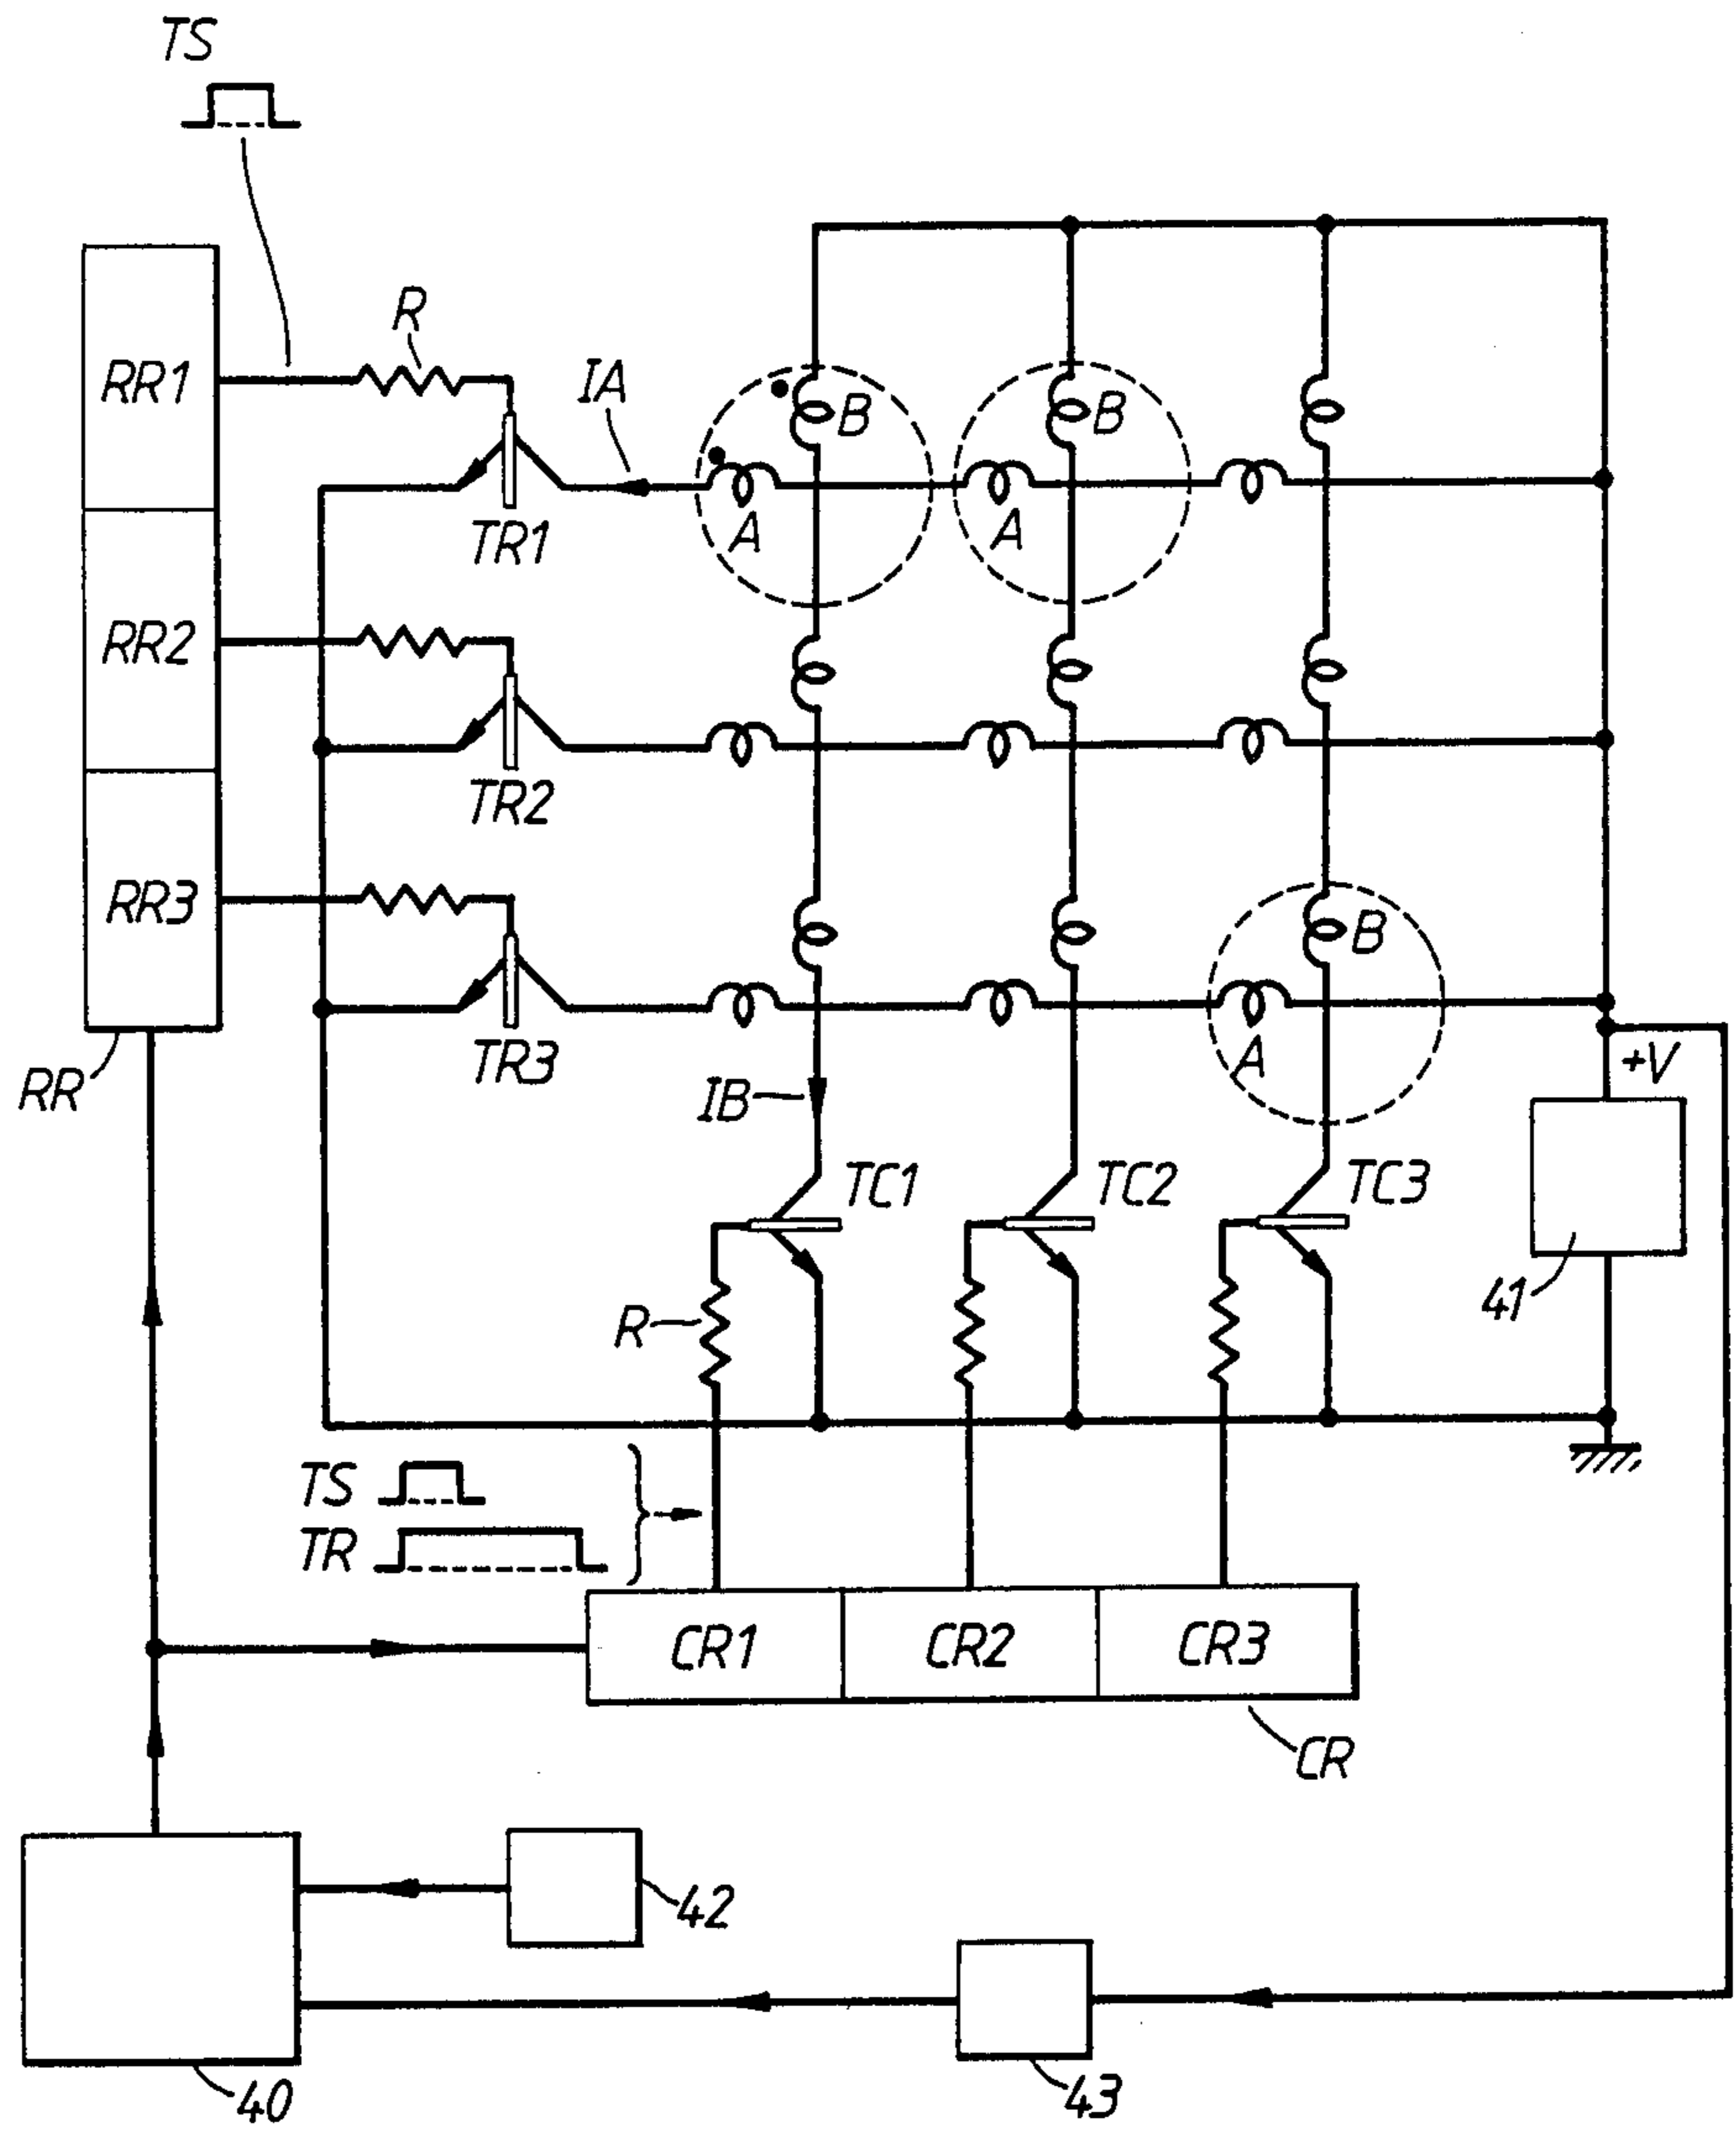 TS
R
RR1
IA
B
B
A
A
TR1
RR2
TR2
RR3
B
TR3
A
RR
+V
IB
TC1
TC2
TC3
41
R
TS
TR
CR1
CR2
CR3
CR
42
40
43